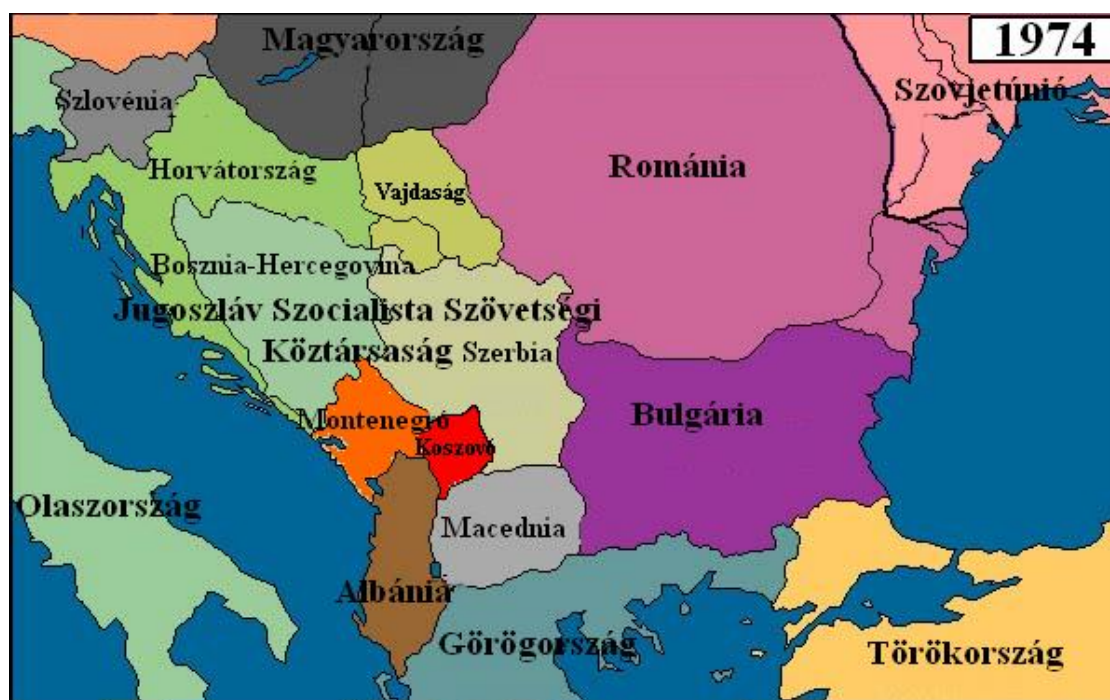 1974
Magyarország
Szovjetúnió
Szlovénia
Horvátország
Románia
Vajdaság
Bosznia-Hercegovina
Jugoszláv Szocialista Szövetségi
Köztársaság Szerbia
Bulgária
Montenegró
Koszovó
Olaszország
Macednia
Albánia
Görögország
Törökország